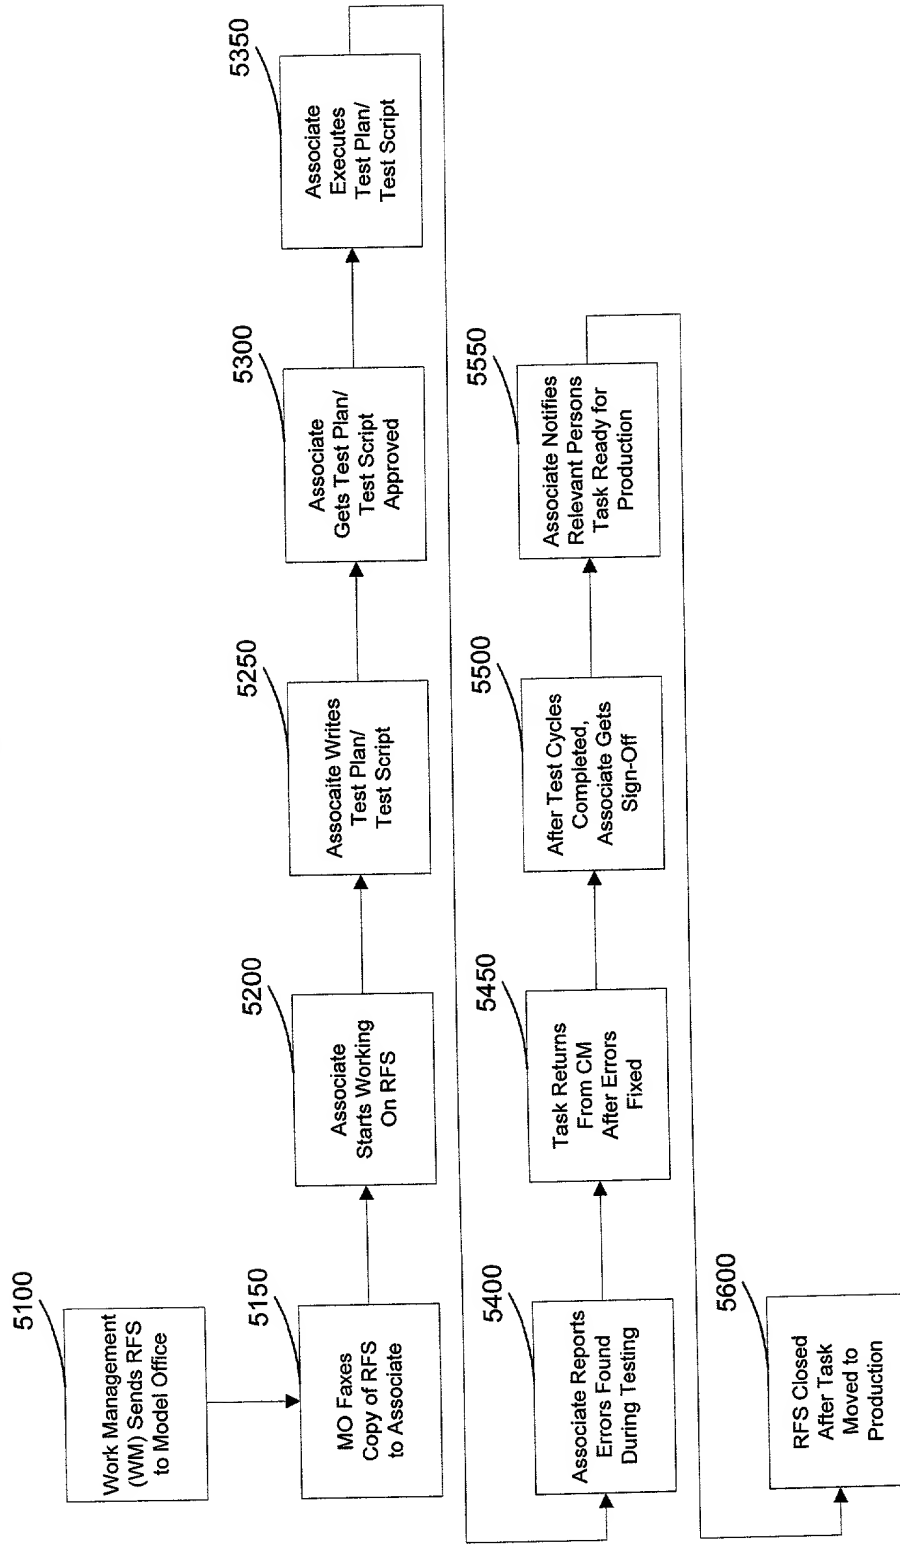 5100
Work Management
(WM) Sends RFS
to Model Office
5150
MO Faxes
Copy of RFS
to Associate
5200
Associate
Starts Working
On RFS
5250
Assocaite Writes
Test Plan/
Test Script
5300
Associate
Gets Test Plan/
Test Script
Approved
5350
Associate
Executes
Test Plan/
Test Script
5400
Associate Reports
Errors Found
During Testing
5450
Task Returns
From CM
After Errors
Fixed
5500
After Test Cycles
Completed,
Associate Gets
Sign-Off
5550
Associate Notifies
Relevant Persons
Task Ready for
Production
5600
RFS Closed
After Task
Moved to
Production